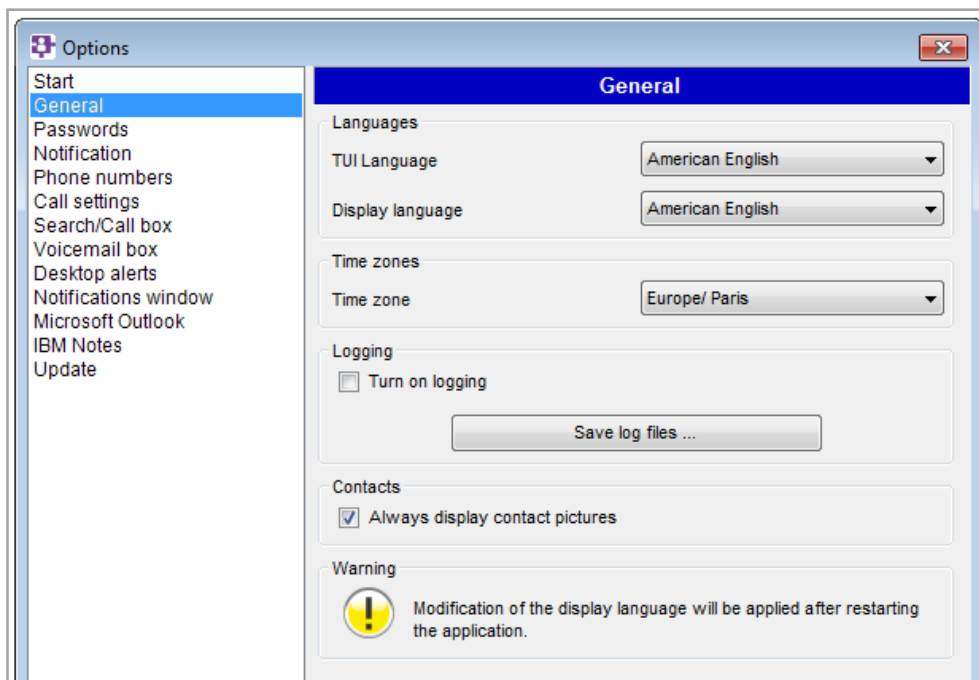 Options
Start
General
Passwords
Notification
Phone numbers
Call settings
Search/Call box
Voicemail box
Desktop alerts
Notifications window
Microsoft Outlook
IBM Notes
Update
General
Languages
TUI Language
American English
Display language
American English
Time zones
Time zone
Europe/ Paris
Logging
Turn on logging
Save log files ...
Contacts
Always display contact pictures
Warning
Modification of the display language will be applied after restarting
the application.